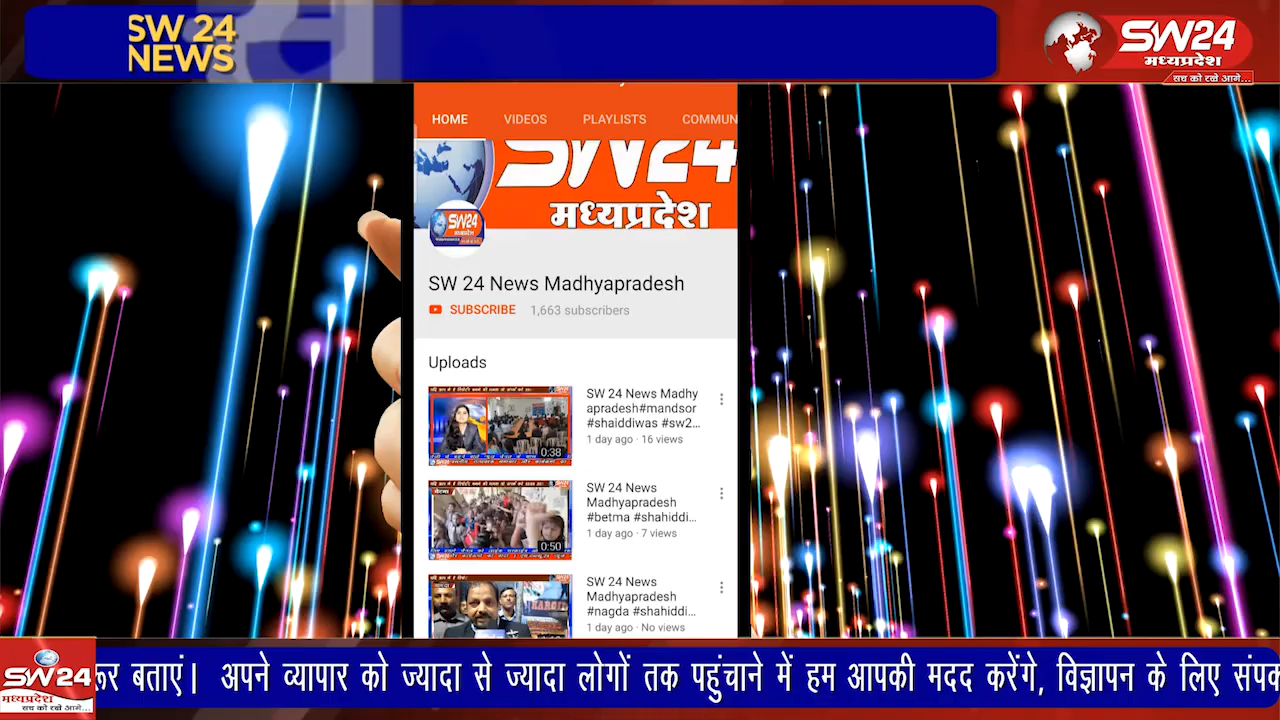 SW 24
NEWS
SW24
मध्यप्रदेश
सच को रखे आगे...
HOME VIDEOS PLAYLISTS COMMUN
SW24
मध्यप्रदेश
SW24
SW 24 News Madhyapradesh
SUBSCRIBE 1,663 subscribers
Uploads
SW 24 News Madhy
apradesh#mandsor
#shaiddiwas #sw2...
1 day ago · 16 views
0:38
SW 24 News
Madhyapradesh
#betma #shahiddi...
1 day ago · 7 views
0:50
SW 24 News
Madhyapradesh
#nagda #shahiddi...
1 day ago · No views
SW24
मध्यप्रदेश
सच को रखे आगे...
रूर बताएं। अपने व्यापार को ज्यादा से ज्यादा लोगों तक पहुंचाने में हम आपकी मदद करेंगे, विज्ञापन के लिए संपर्क